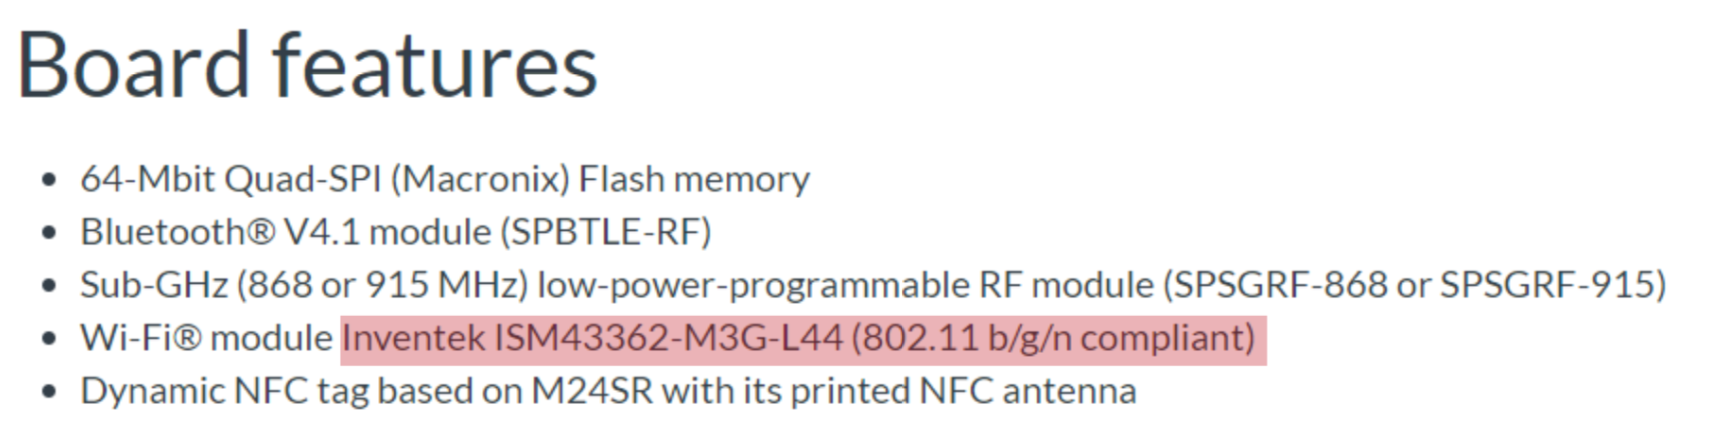 Board features
• 64-Mbit Quad-SPI (Macronix) Flash memory
• Bluetooth® V4.1 module (SPBTLE-RF)
• Sub-GHz (868 or 915 MHz) low-power-programmable RF module (SPSGRF-868 or SPSGRF-915)
• Wi-Fi® module Inventek ISM43362-M3G-L44 (802.11 b/g/n compliant)
• Dynamic NFC tag based on M24SR with its printed NFC antenna